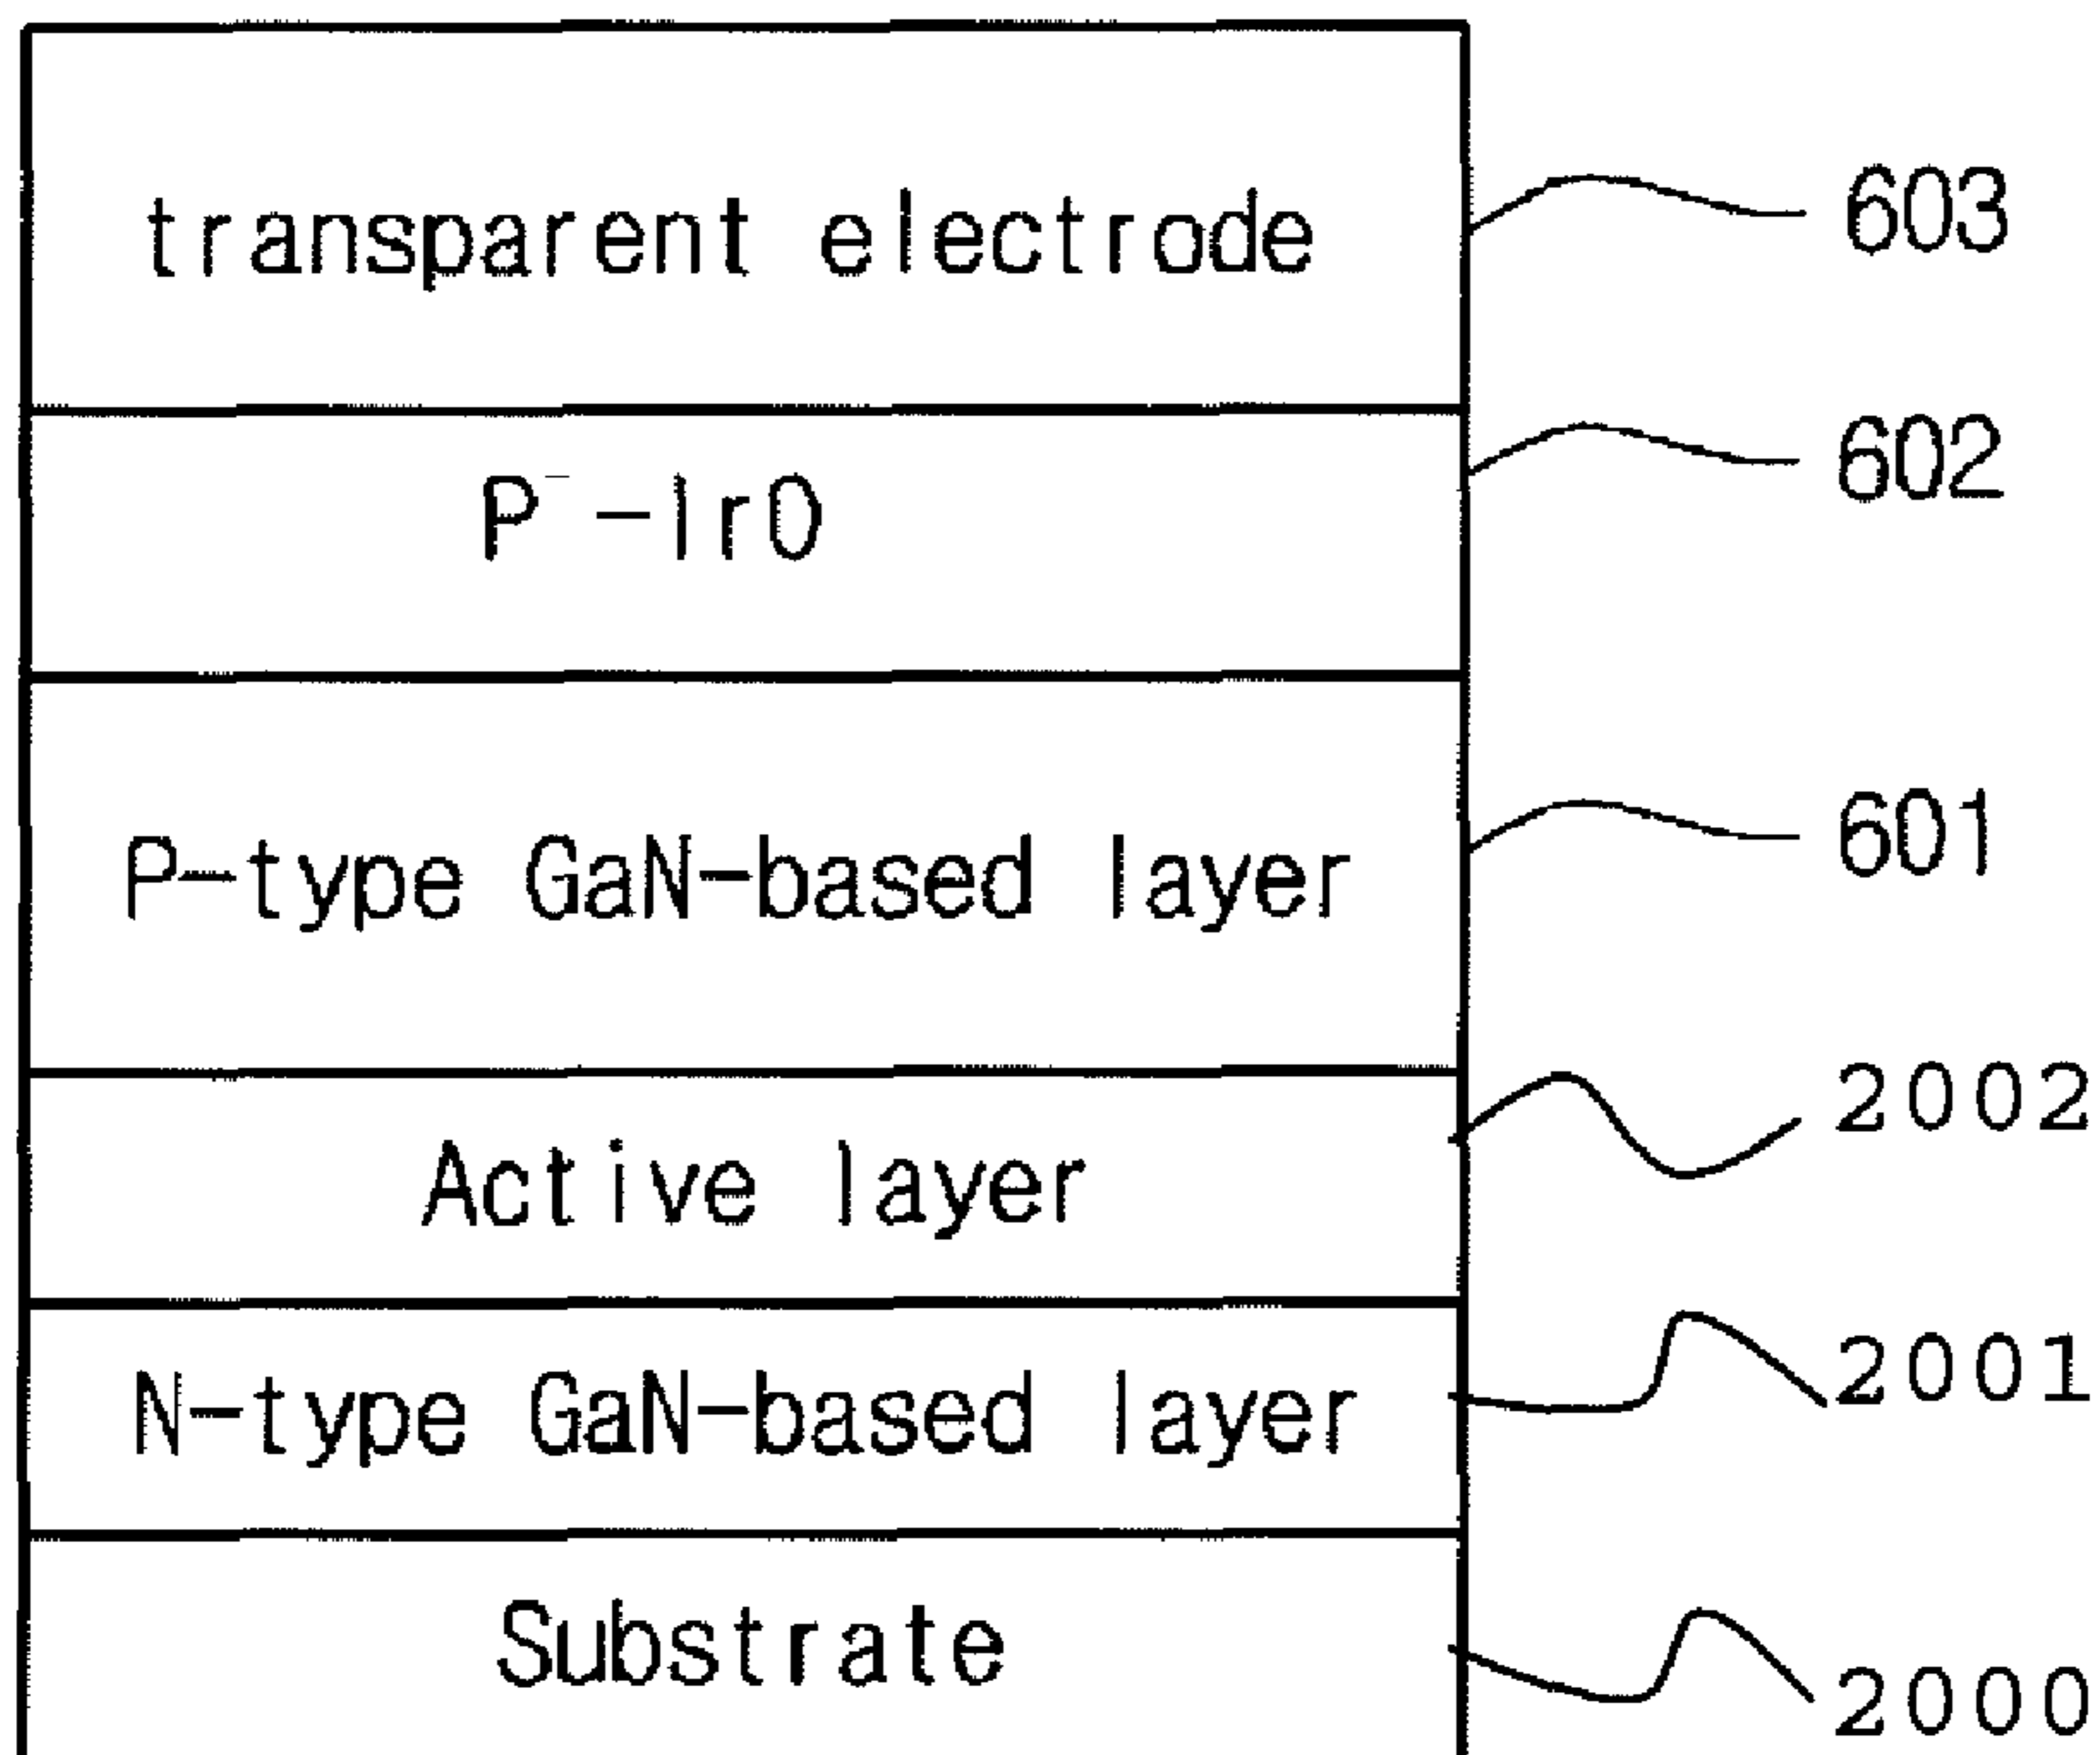 transparent electrode 603
P⁻-IrO 602
P-type GaN-based layer 601
Active layer 2002
N-type GaN-based layer 2001
Substrate 2000